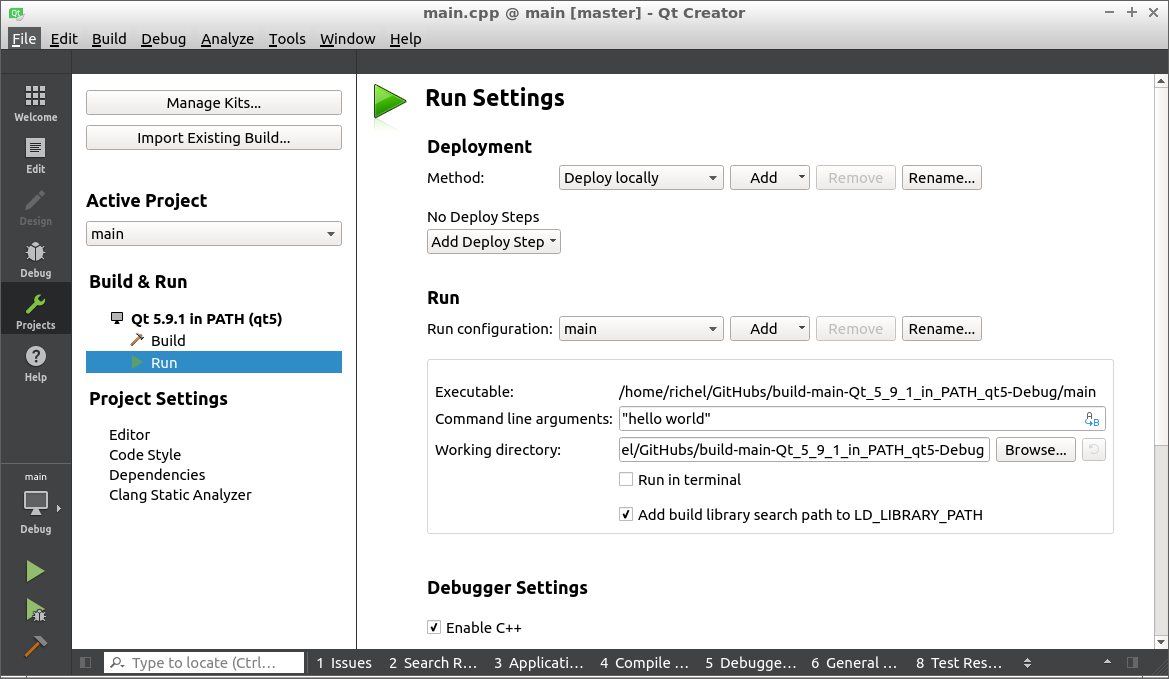 main.cpp @ main [master] - Qt Creator
File Edit Build Debug Analyze Tools Window Help
Welcome
Edit
Design
Debug
Projects
Help
main
Debug
Manage Kits...
Import Existing Build...
Active Project
main
Build & Run
Qt 5.9.1 in PATH (qt5)
Build
Run
Project Settings
Editor
Code Style
Dependencies
Clang Static Analyzer
Run Settings
Deployment
Method: Deploy locally Add Remove Rename...
No Deploy Steps
Add Deploy Step
Run
Run configuration: main Add Remove Rename...
Executable: /home/richel/GitHubs/build-main-Qt_5_9_1_in_PATH_qt5-Debug/main
Command line arguments: "hello world"
Working directory: el/GitHubs/build-main-Qt_5_9_1_in_PATH_qt5-Debug Browse...
Run in terminal
Add build library search path to LD_LIBRARY_PATH
Debugger Settings
Enable C++
Type to locate (Ctrl... 1 Issues 2 Search R... 3 Applicati... 4 Compile ... 5 Debugge... 6 General ... 8 Test Res...